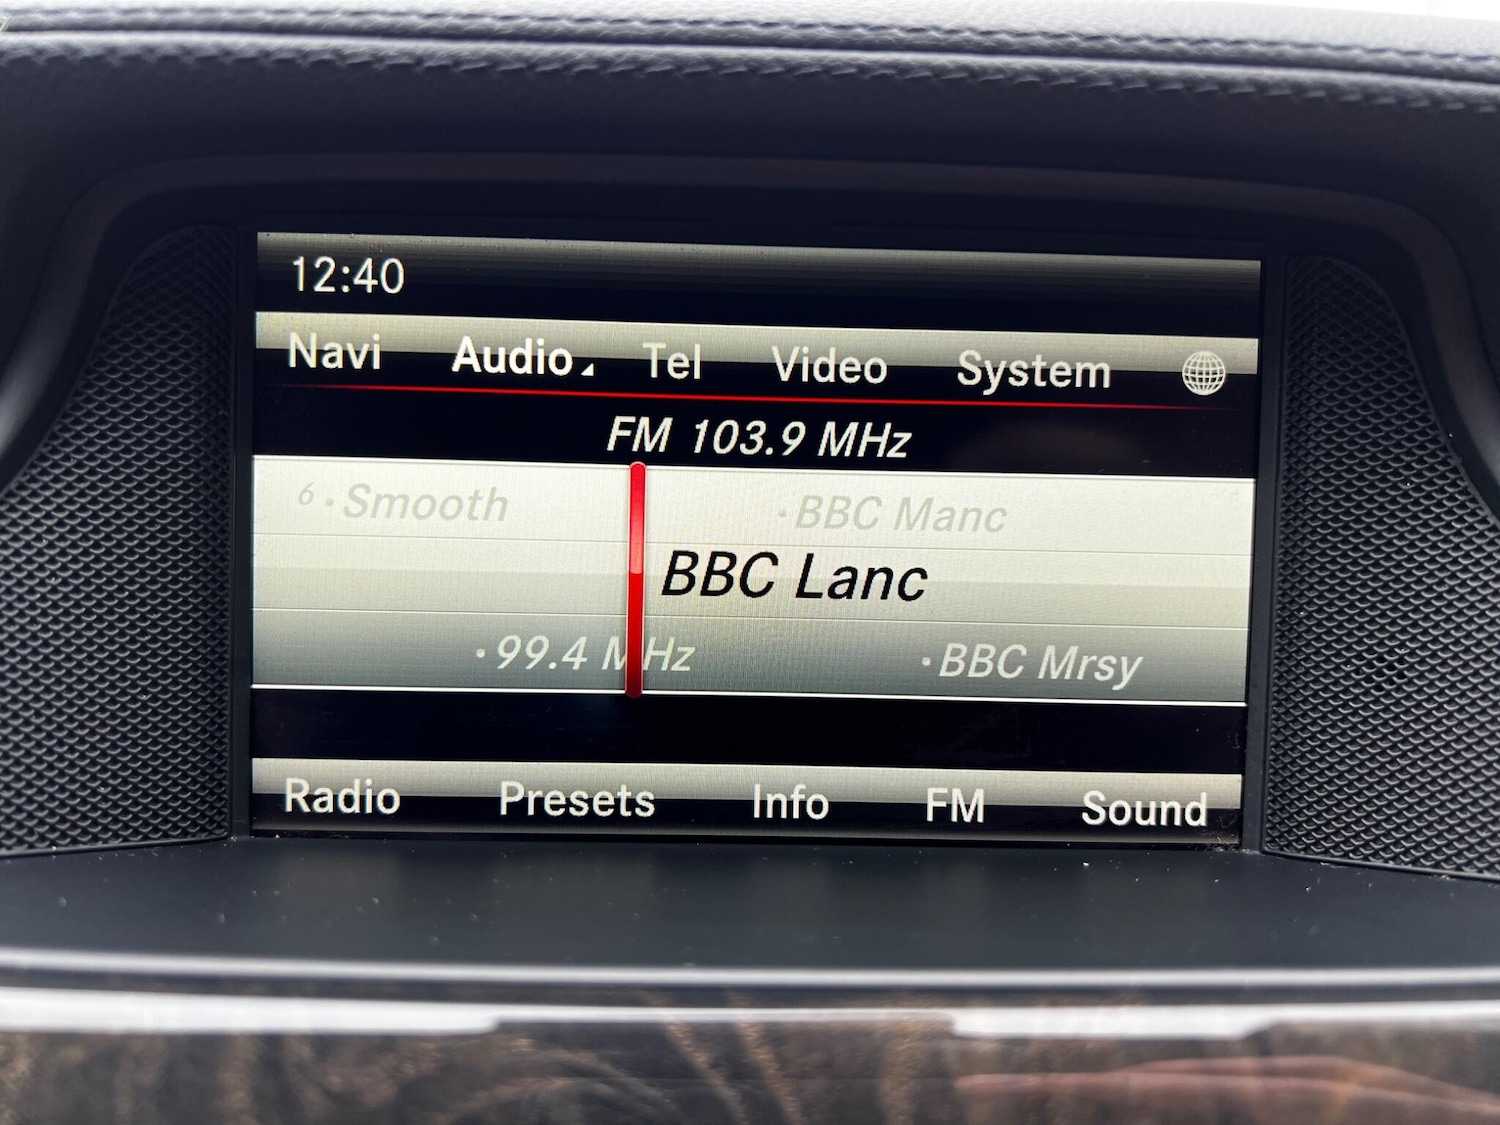 12:40
Navi Audio Tel Video System
FM 103.9 MHz
6 · Smooth · BBC Manc
BBC Lanc
· 99.4 MHz · BBC Mrsy
Radio Presets Info FM Sound